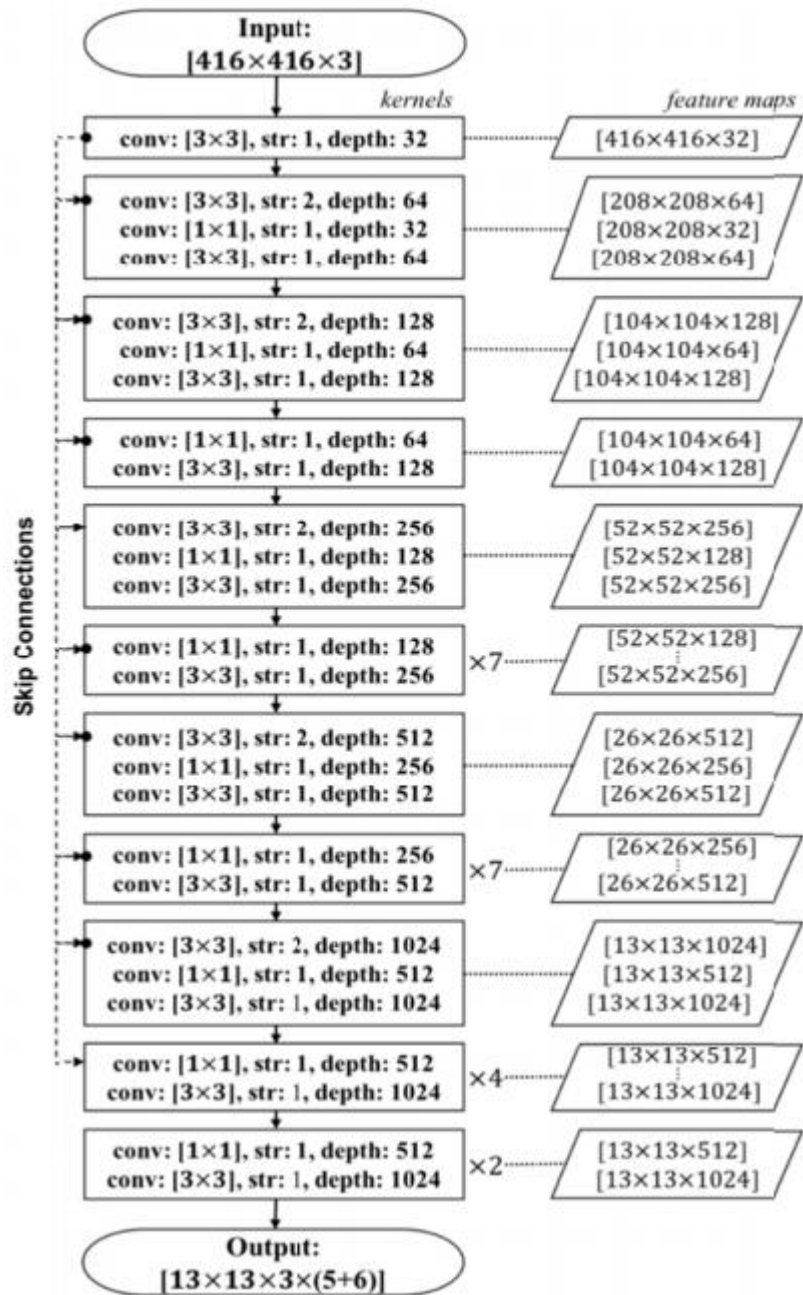 Input:
[416×416×3]
kernels
feature maps
conv: [3×3], str: 1, depth: 32
[416×416×32]
conv: [3×3], str: 2, depth: 64
conv: [1×1], str: 1, depth: 32
conv: [3×3], str: 1, depth: 64
[208×208×64]
[208×208×32]
[208×208×64]
conv: [3×3], str: 2, depth: 128
conv: [1×1], str: 1, depth: 64
conv: [3×3], str: 1, depth: 128
[104×104×128]
[104×104×64]
[104×104×128]
conv: [1×1], str: 1, depth: 64
conv: [3×3], str: 1, depth: 128
[104×104×64]
[104×104×128]
Skip Connections
conv: [3×3], str: 2, depth: 256
conv: [1×1], str: 1, depth: 128
conv: [3×3], str: 1, depth: 256
[52×52×256]
[52×52×128]
[52×52×256]
conv: [1×1], str: 1, depth: 128
conv: [3×3], str: 1, depth: 256
×7
[52×52×128]
[52×52×256]
conv: [3×3], str: 2, depth: 512
conv: [1×1], str: 1, depth: 256
conv: [3×3], str: 1, depth: 512
[26×26×512]
[26×26×256]
[26×26×512]
conv: [1×1], str: 1, depth: 256
conv: [3×3], str: 1, depth: 512
×7
[26×26×256]
[26×26×512]
conv: [3×3], str: 2, depth: 1024
conv: [1×1], str: 1, depth: 512
conv: [3×3], str: 1, depth: 1024
[13×13×1024]
[13×13×512]
[13×13×1024]
conv: [1×1], str: 1, depth: 512
conv: [3×3], str: 1, depth: 1024
×4
[13×13×512]
[13×13×1024]
conv: [1×1], str: 1, depth: 512
conv: [3×3], str: 1, depth: 1024
×2
[13×13×512]
[13×13×1024]
Output:
[13×13×3×(5+6)]